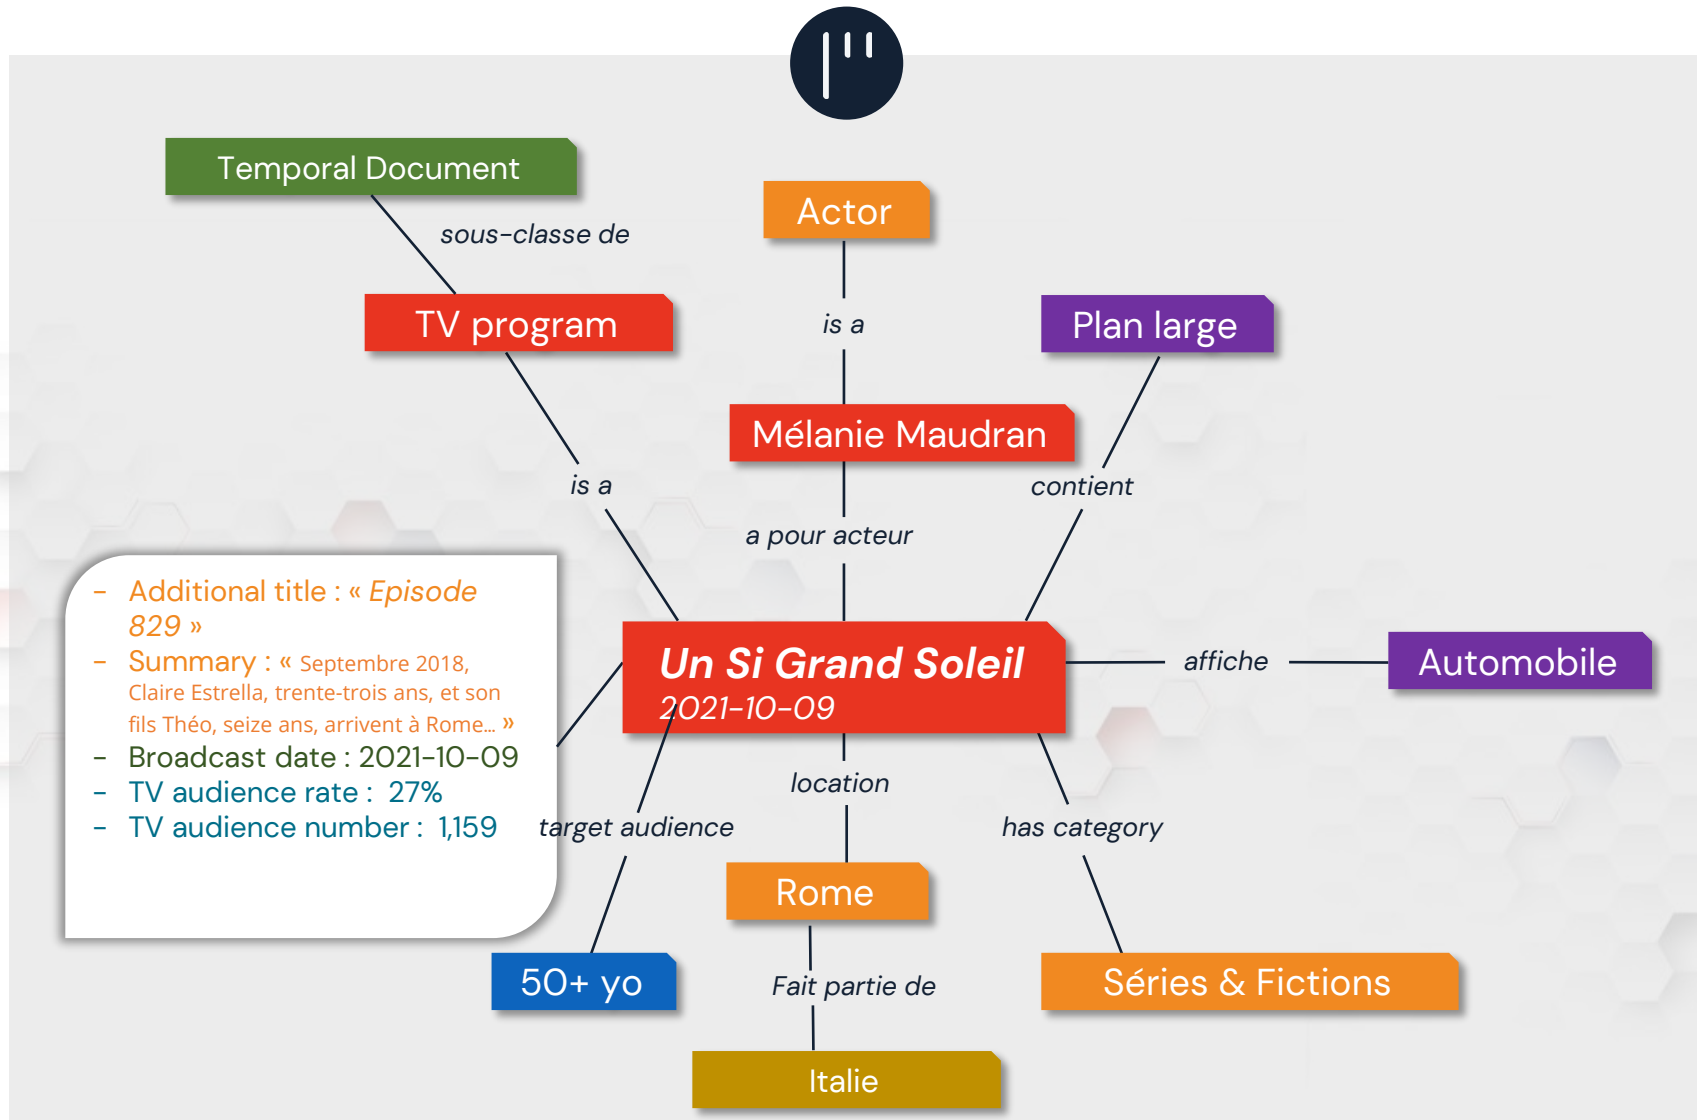 Temporal Document
sous-classe de
Actor
TV program
is a
Plan large
Mélanie Maudran
is a
contient
a pour acteur
- Additional title : « Episode
829 »
- Summary : « Septembre 2018,
Claire Estrella, trente-trois ans, et son
fils Théo, seize ans, arrivent à Rome... »
- Broadcast date : 2021-10-09
- TV audience rate : 27%
- TV audience number : 1,159
Un Si Grand Soleil
2021-10-09
affiche
Automobile
location
target audience
has category
Rome
50+ yo
Fait partie de
Séries & Fictions
Italie